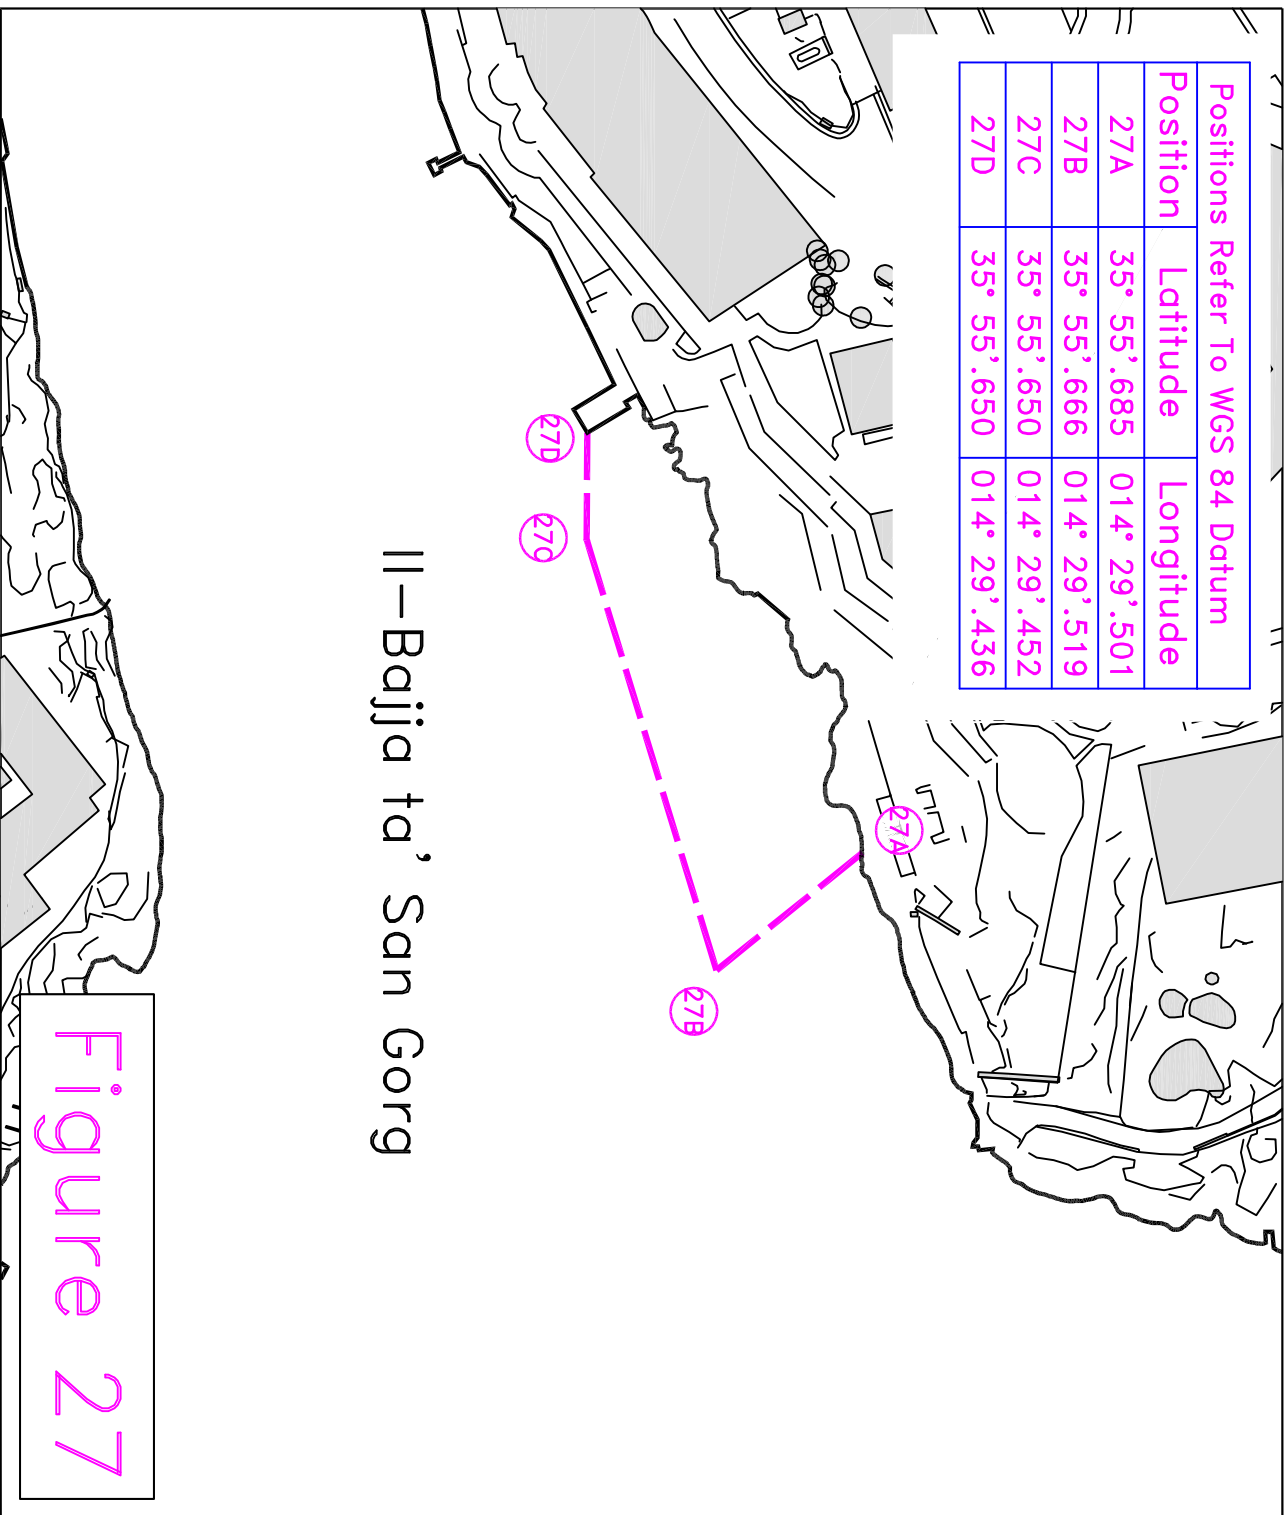 Positions Refer To WGS 84 Datum
Position Latitude Longitude
27A 35° 55'.685 014° 29'.501
27B 35° 55'.666 014° 29'.519
27C 35° 55'.650 014° 29'.452
27D 35° 55'.650 014° 29'.436
27A
27D
27C
27B
Il-Bajja ta' San Gorg
Figure 27